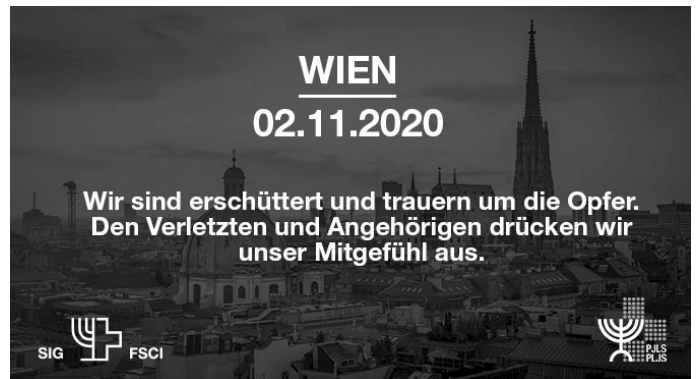 WIEN
02.11.2020
Wir sind erschüttert und trauern um die Opfer.
Den Verletzten und Angehörigen drücken wir
unser Mitgefühl aus.
SIG FSCI
PJLS
PLJS